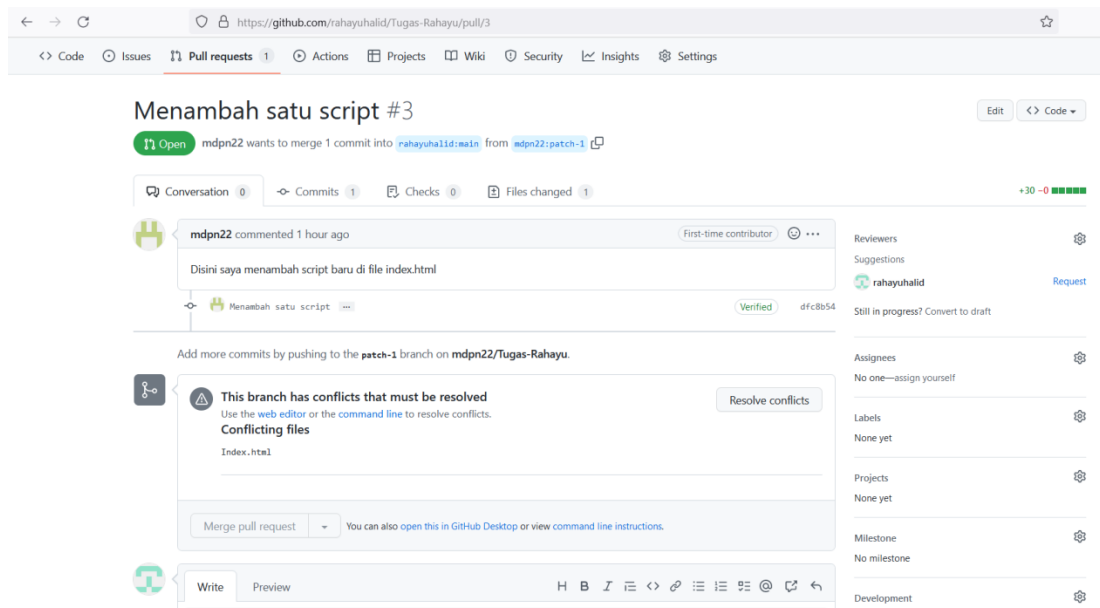 https://github.com/rahayuhalid/Tugas-Rahayu/pull/3
<> Code Issues Pull requests 1 Actions Projects Wiki Security Insights Settings
Menambah satu script #3
Edit <> Code
Open mdpn22 wants to merge 1 commit into rahayuhalid:main from mdpn22:patch-1
Conversation 0 Commits 1 Checks 0 Files changed 1 +30 −0
mdpn22 commented 1 hour ago First-time contributor ...
Disini saya menambah script baru di file index.html
Menambah satu script ... Verified dfc8b54
Add more commits by pushing to the patch-1 branch on mdpn22/Tugas-Rahayu.
This branch has conflicts that must be resolved
Use the web editor or the command line to resolve conflicts.
Resolve conflicts
Conflicting files
Index.html
Merge pull request You can also open this in GitHub Desktop or view command line instructions.
Write Preview H B I <> @
Reviewers
Suggestions
rahayuhalid Request
Still in progress? Convert to draft
Assignees
No one—assign yourself
Labels
None yet
Projects
None yet
Milestone
No milestone
Development